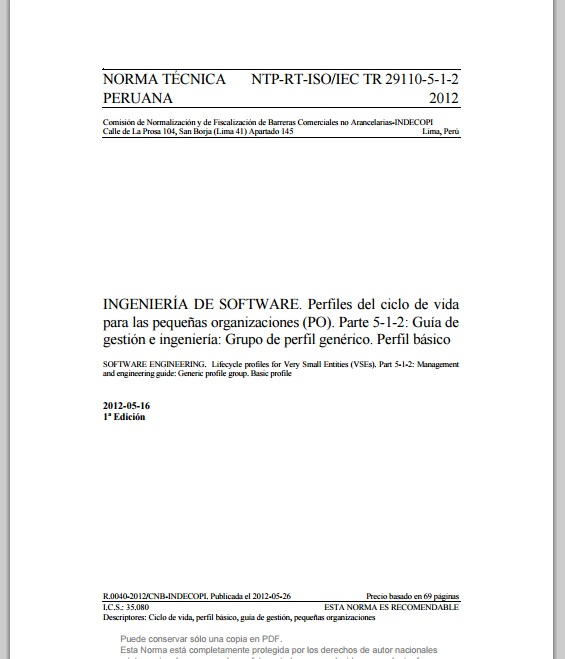 NORMA TÉCNICA NTP-RT-ISO/IEC TR 29110-5-1-2
PERUANA 2012
Comisión de Normalización y de Fiscalización de Barreras Comerciales no Arancelarias-INDECOPI
Calle de La Prosa 104, San Borja (Lima 41) Apartado 145 Lima, Perú
INGENIERÍA DE SOFTWARE. Perfiles del ciclo de vida
para las pequeñas organizaciones (PO). Parte 5-1-2: Guía de
gestión e ingeniería: Grupo de perfil genérico. Perfil básico
SOFTWARE ENGINEERING. Lifecycle profiles for Very Small Entities (VSEs). Part 5-1-2: Management
and engineering guide: Generic profile group. Basic profile
2012-05-16
1ª Edición
R.0040-2012/CNB-INDECOPI. Publicada el 2012-05-26 Precio basado en 69 páginas
I.C.S.: 35.080 ESTA NORMA ES RECOMENDABLE
Descriptores: Ciclo de vida, perfil básico, guía de gestión, pequeñas organizaciones
Puede conservar sólo una copia en PDF.
Esta Norma está completamente protegida por los derechos de autor nacionales